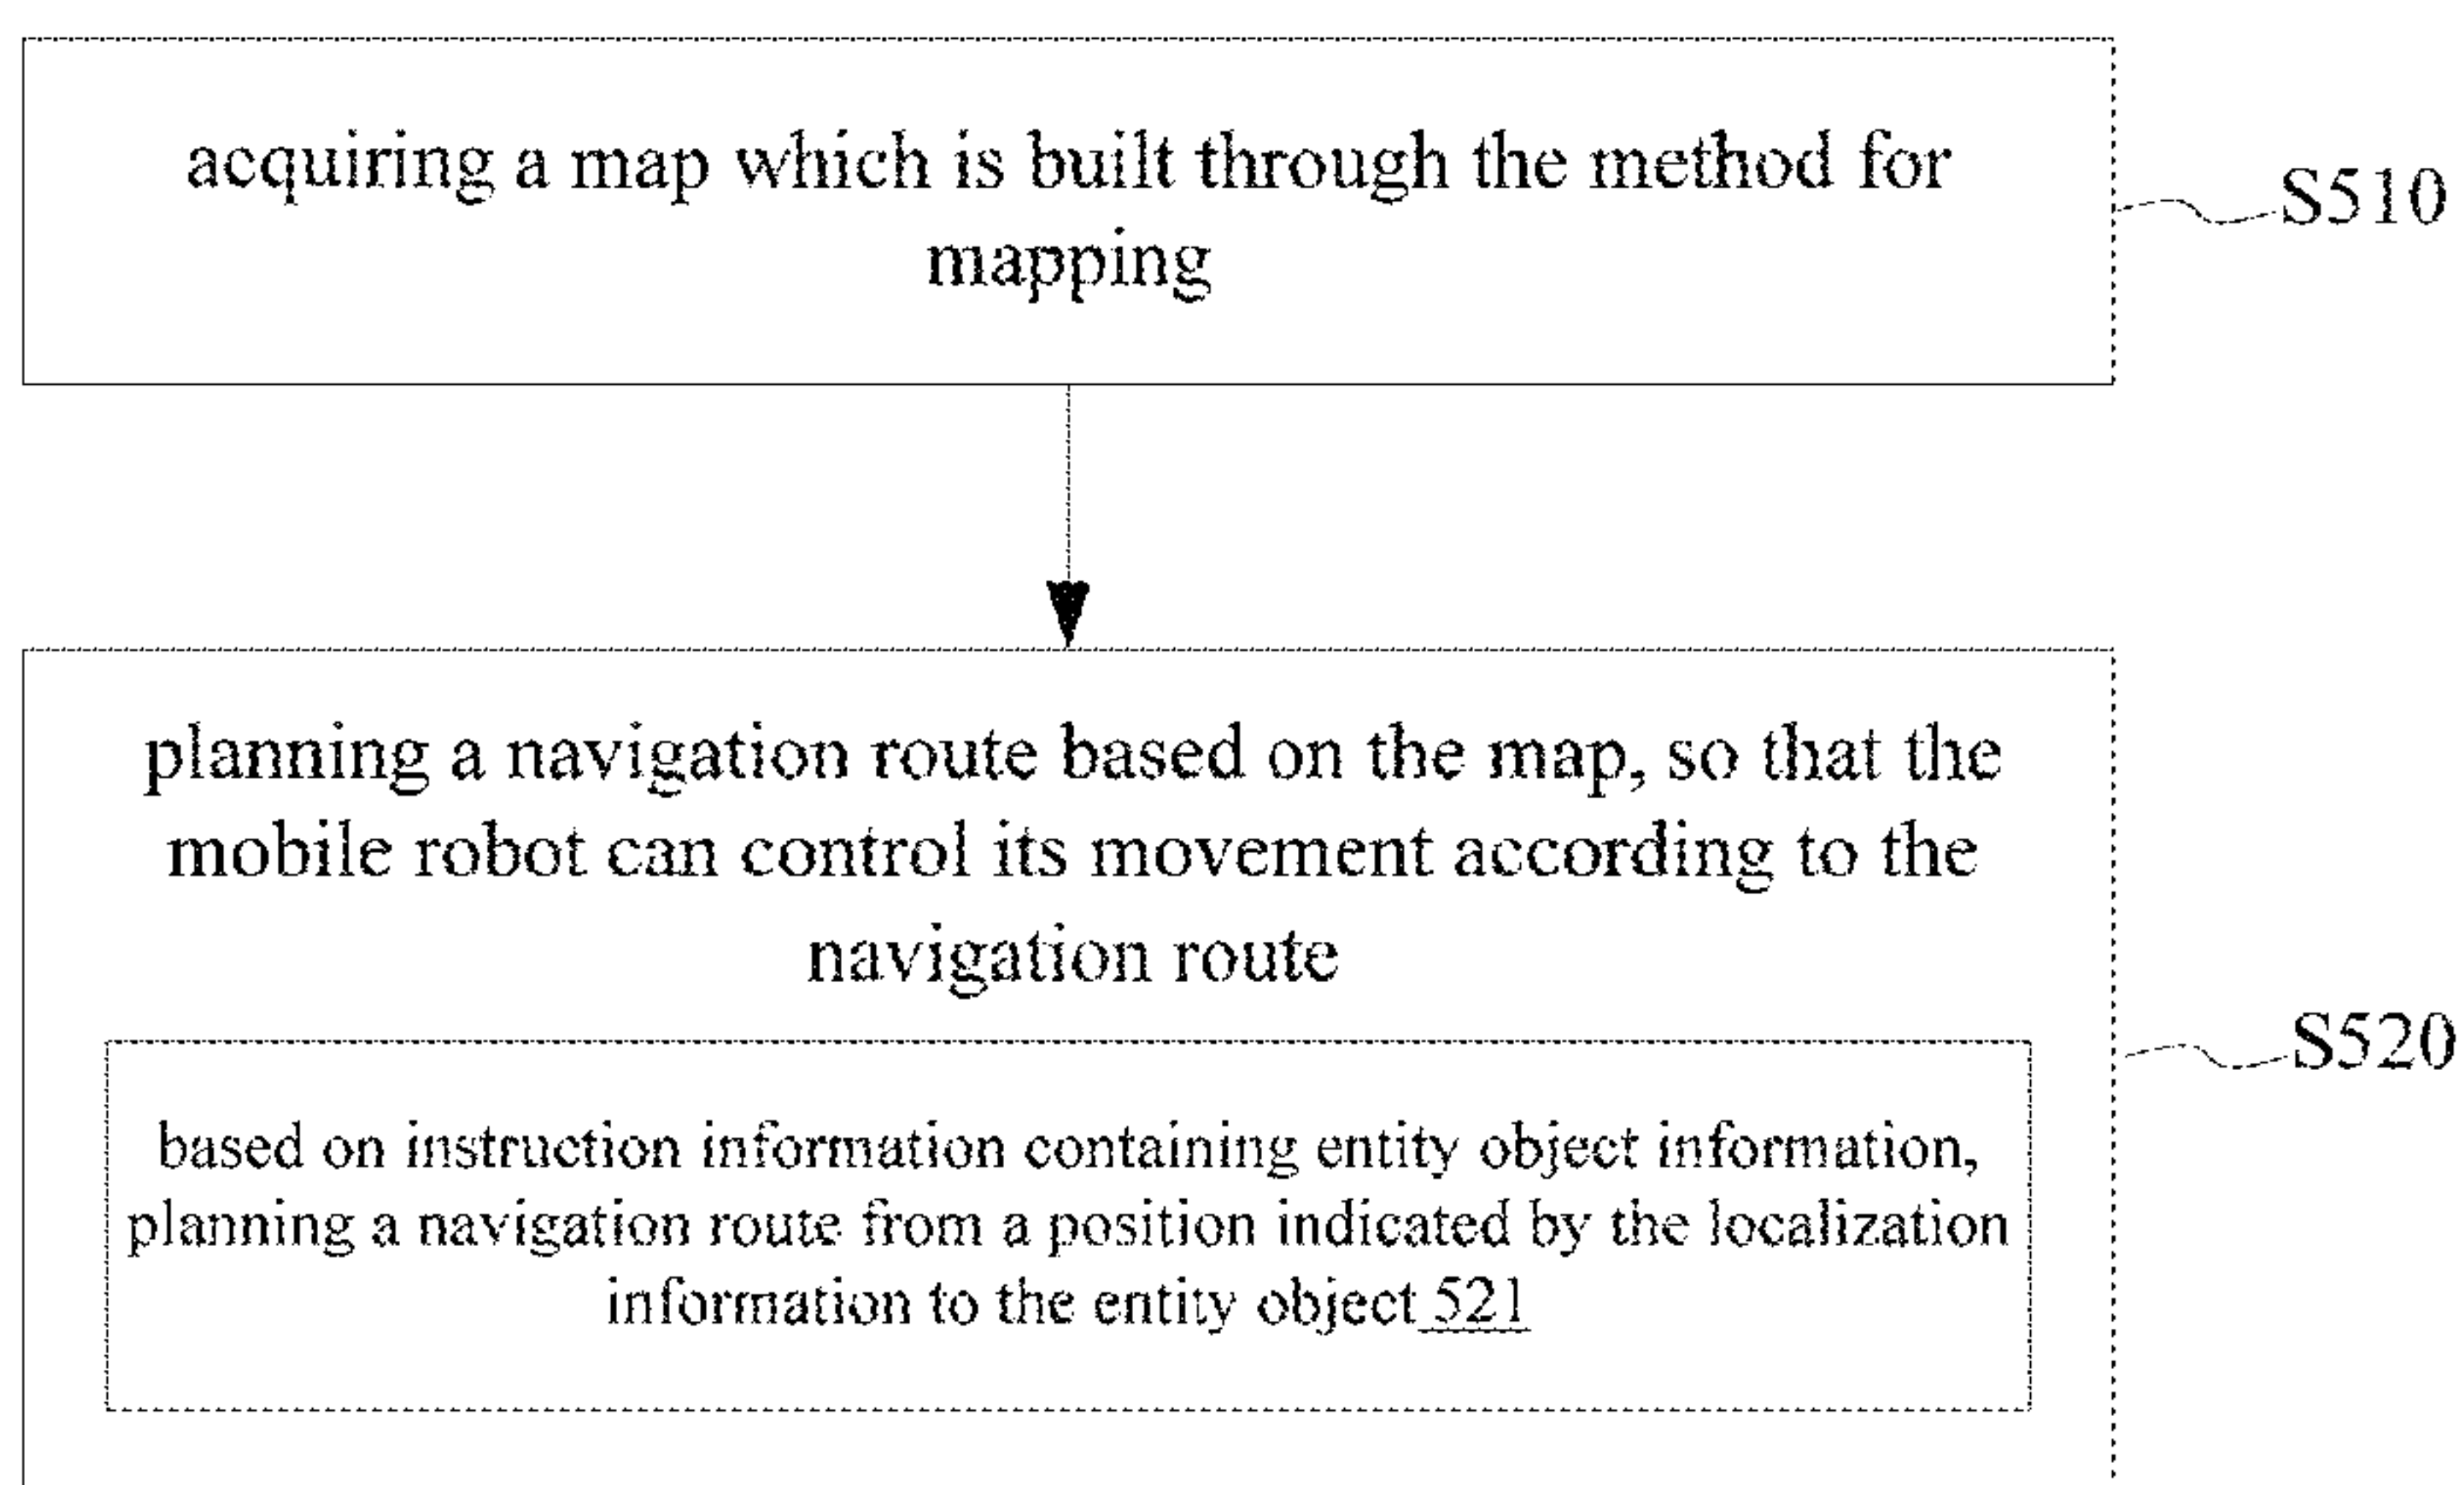 acquiring a map which is built through the method for
mapping
S510
planning a navigation route based on the map, so that the
mobile robot can control its movement according to the
navigation route
S520
based on instruction information containing entity object information,
planning a navigation route from a position indicated by the localization
information to the entity object 521